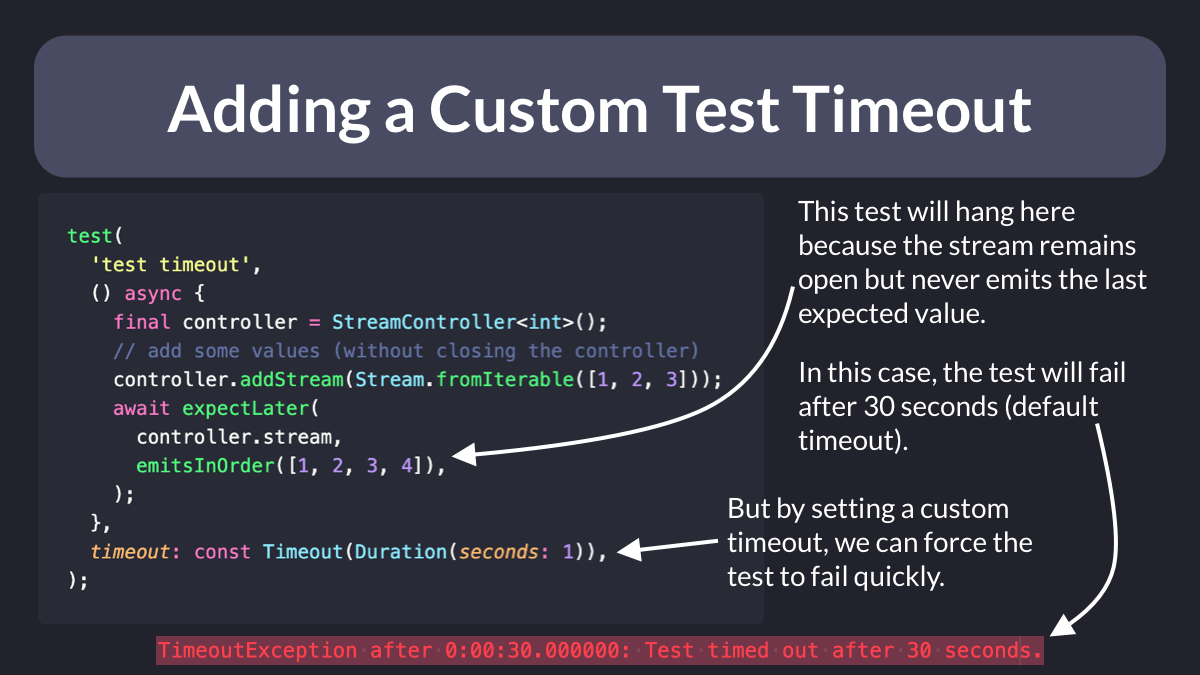 Adding a Custom Test Timeout
test(
  'test timeout',
  () async {
    final controller = StreamController<int>();
    // add some values (without closing the controller)
    controller.addStream(Stream.fromIterable([1, 2, 3]));
    await expectLater(
      controller.stream,
      emitsInOrder([1, 2, 3, 4]),
    );
  },
  timeout: const Timeout(Duration(seconds: 1)),
);
This test will hang here
because the stream remains
open but never emits the last
expected value.
In this case, the test will fail
after 30 seconds (default
timeout).
But by setting a custom
timeout, we can force the
test to fail quickly.
TimeoutException after 0:00:30.000000: Test timed out after 30 seconds.